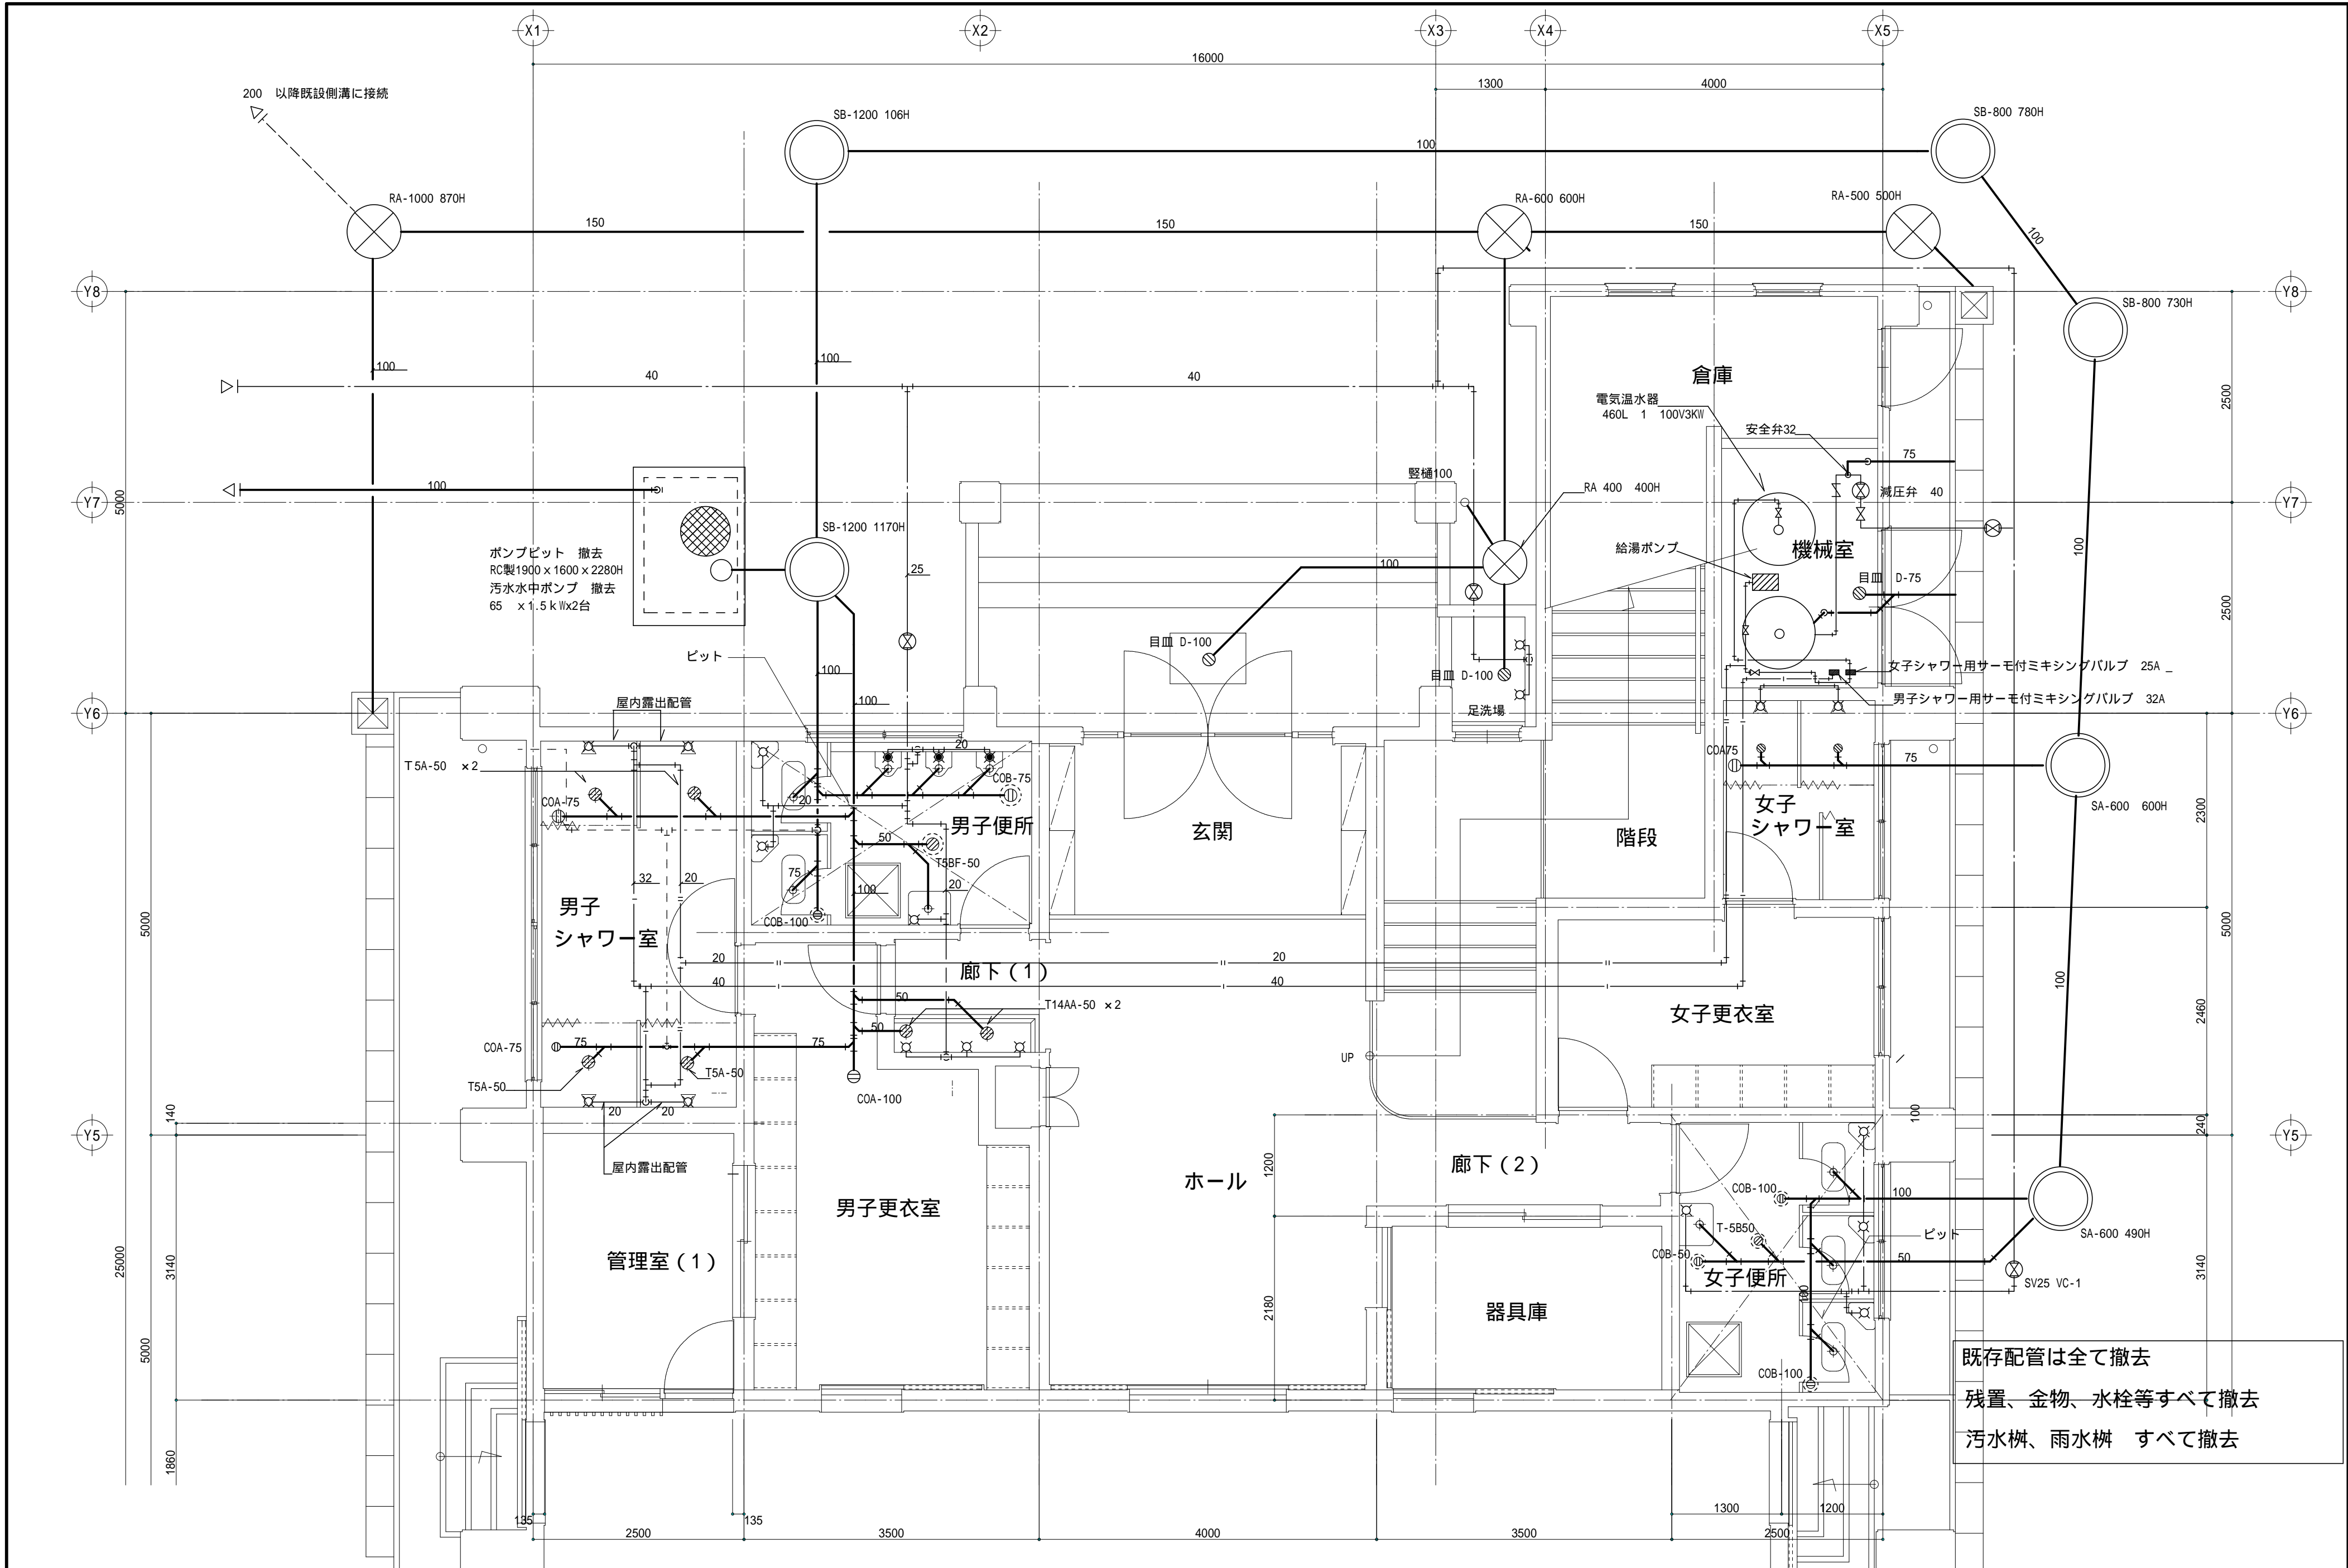 X1
X2
X3
X4
X5
16000
1300
4000
200　以降既設側溝に接続
SB-1200 106H
SB-800 780H
100
RA-1000 870H
RA-600 600H
RA-500 500H
150
150
150
100
Y8
Y8
SB-800 730H
100
100
40
40
倉庫
電気温水器
460L　1　100V3KW
安全弁32
75
2500
竪樋100
RA 400　400H
減圧弁　40
100
Y7
Y7
5000
SB-1200 1170H
ポンプピット　撤去
RC製1900ｘ1600ｘ2280H
汚水水中ポンプ　撤去
65　ｘ1.5ｋWx2台
25
100
給湯ポンプ
機械室
目皿　D-75
100
2500
ピット
目皿 D-100
目皿 D-100
100
100
女子シャワー用サーモ付ミキシングバルブ　25A
男子シャワー用サーモ付ミキシングバルブ　32A
屋内露出配管
足洗場
Y6
Y6
T5A-50　×2
20
COA75
75
COB-75
COA-75
20
SA-600　600H
女子
シャワー室
2300
男子便所
玄関
階段
50
T5BF-50
75
32
20
100
20
男子
シャワー室
COB-100
5000
5000
20
20
廊下（1）
40
40
100
50
T14AA-50 ×2
50
女子更衣室
2460
COA-75
75
75
UP
T5A-50
T5A-50
20
20
COA-100
140
100
240
Y5
Y5
屋内露出配管
1200
廊下（2）
ホール
COB-100
100
男子更衣室
T-5B50
ピット
SA-600 490H
管理室（1）
COB-50
50
女子便所
25000
3140
SV25 VC-1
3140
100
2180
器具庫
5000
既存配管は全て撤去
COB-100
残置、金物、水栓等すべて撤去
汚水桝、雨水桝　すべて撤去
1860
1300
1200
135
135
2500
3500
4000
3500
2500